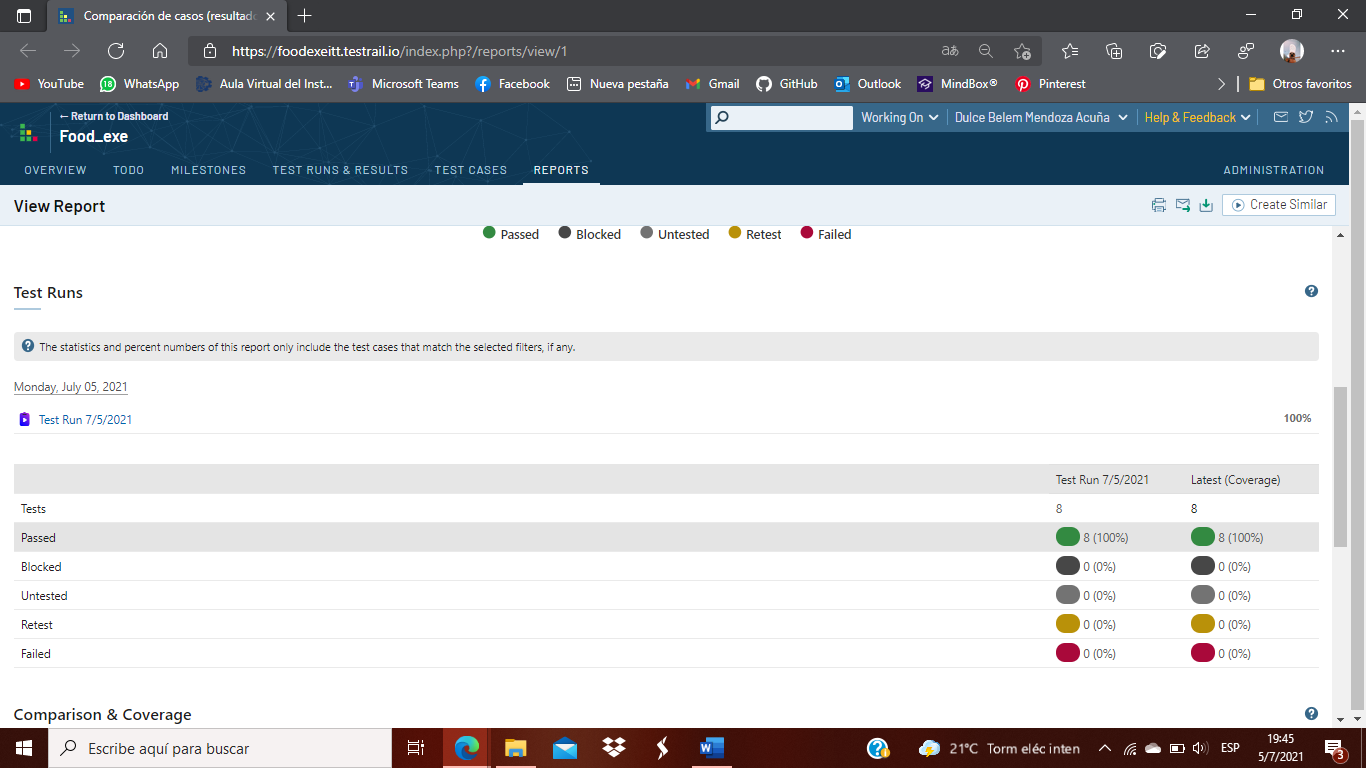 Comparación de casos (resultad
https://foodexeitt.testrail.io/index.php?/reports/view/1
YouTube
WhatsApp
Aula Virtual del Inst...
Microsoft Teams
Facebook
Nueva pestaña
Gmail
GitHub
Outlook
MindBox®
Pinterest
Otros favoritos
← Return to Dashboard
Food_exe
Working On
Dulce Belem Mendoza Acuña
Help & Feedback
OVERVIEW
TODO
MILESTONES
TEST RUNS & RESULTS
TEST CASES
REPORTS
ADMINISTRATION
View Report
Create Similar
Passed
Blocked
Untested
Retest
Failed
Test Runs
The statistics and percent numbers of this report only include the test cases that match the selected filters, if any.
Monday, July 05, 2021
Test Run 7/5/2021 100%
Test Run 7/5/2021 Latest (Coverage)
Tests 8 8
Passed 8 (100%) 8 (100%)
Blocked 0 (0%) 0 (0%)
Untested 0 (0%) 0 (0%)
Retest 0 (0%) 0 (0%)
Failed 0 (0%) 0 (0%)
Comparison & Coverage
Escribe aquí para buscar
21°C Torm eléc inten
ESP
19:45
5/7/2021
3